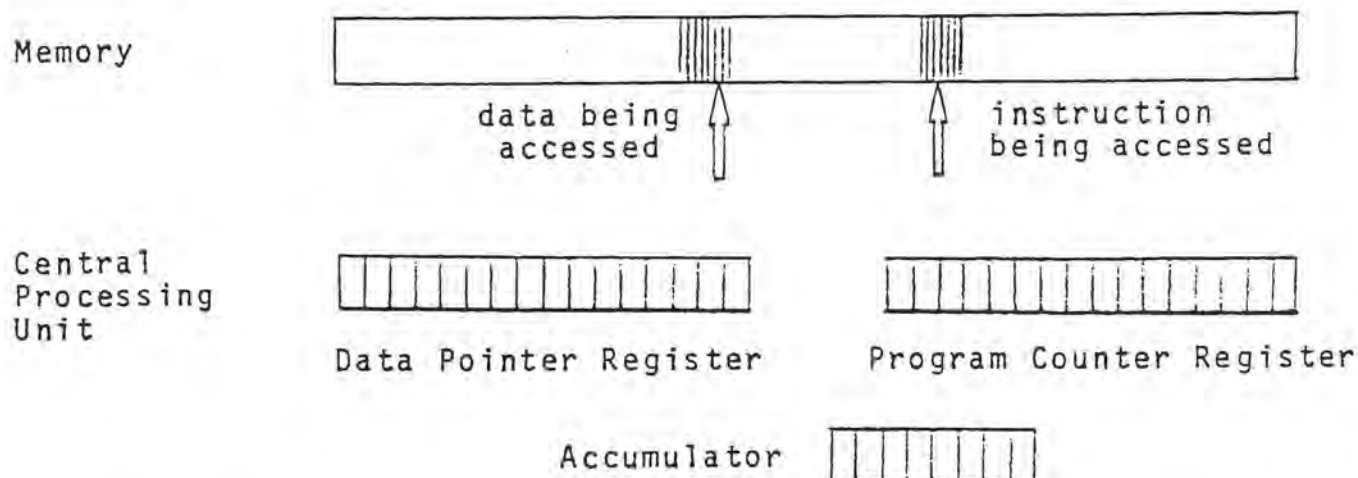 Memory
data being
accessed
instruction
being accessed
Central
Processing
Unit
Data Pointer Register
Program Counter Register
Accumulator